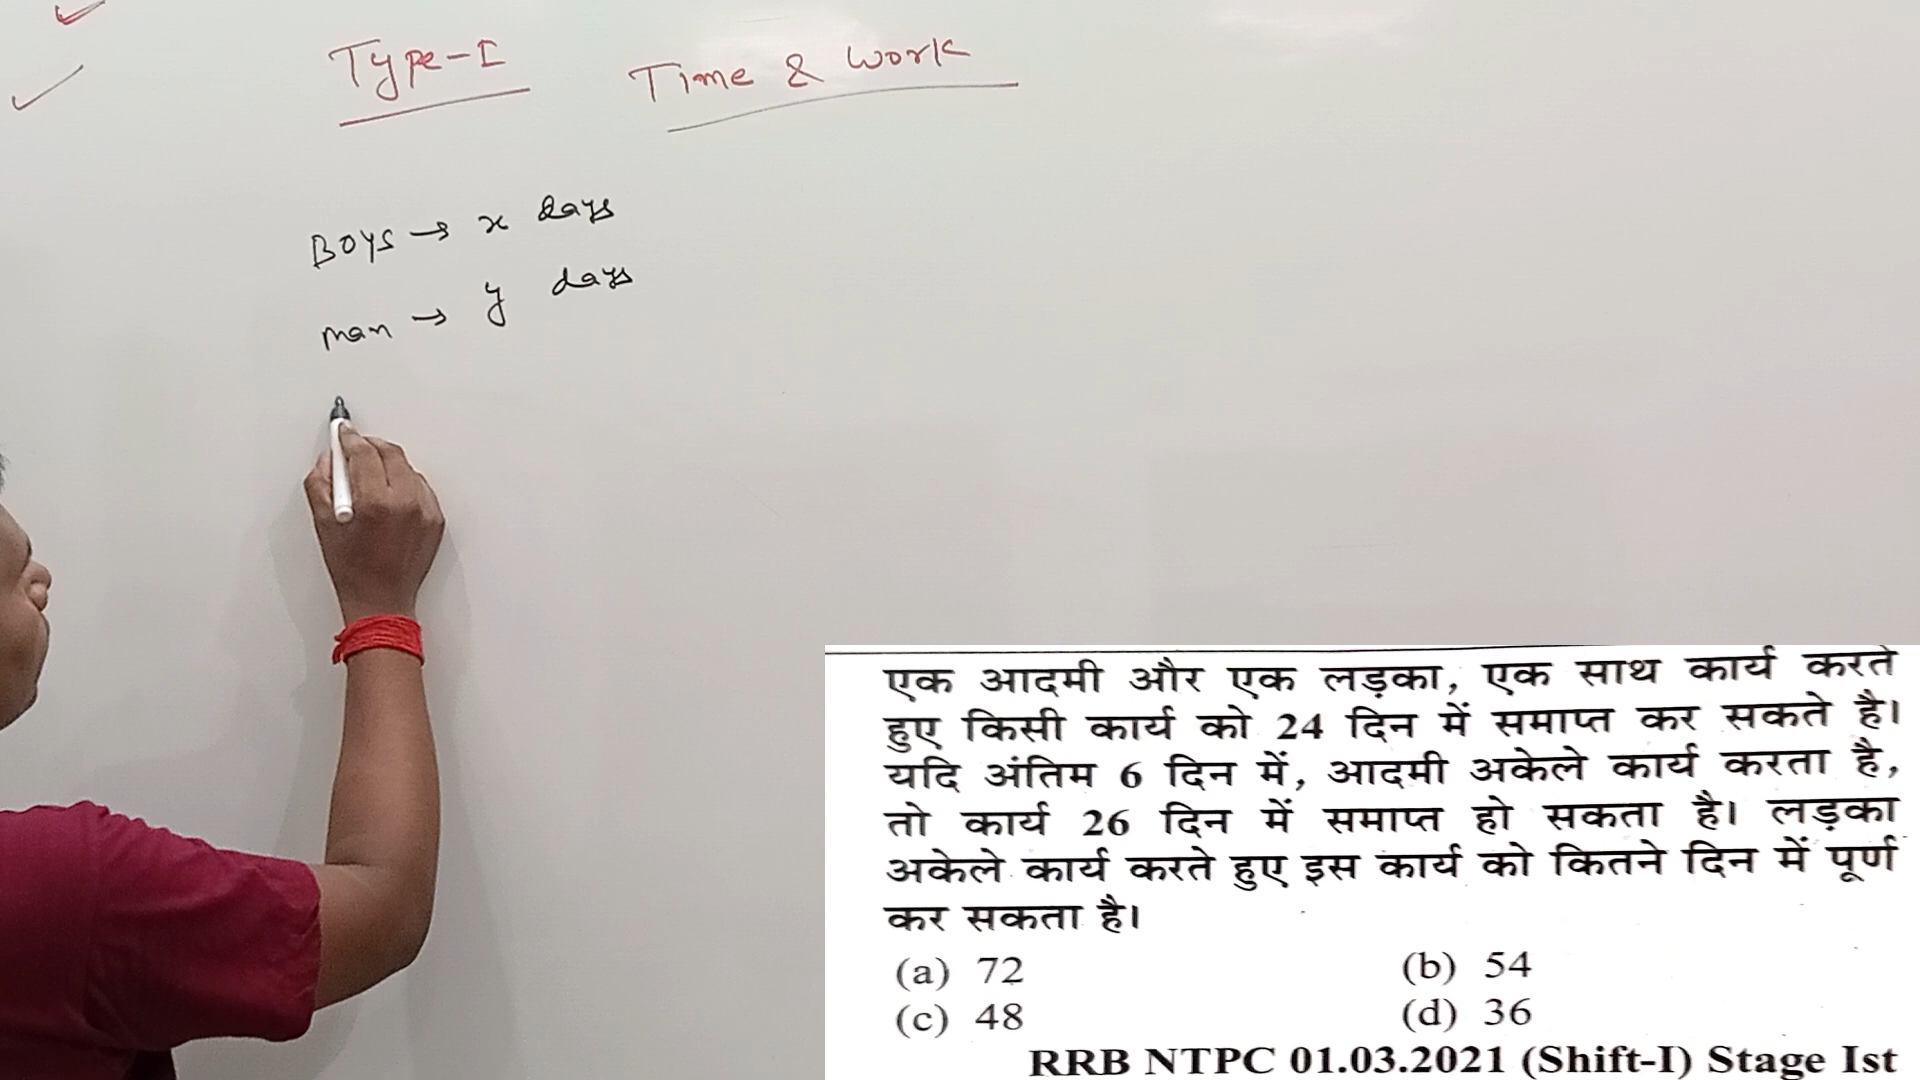 Type-I
Time & Work
Boys → x days
man → y days
एक आदमी और एक लड़का, एक साथ कार्य करते
हुए किसी कार्य को 24 दिन में समाप्त कर सकते है।
यदि अंतिम 6 दिन में, आदमी अकेले कार्य करता है,
तो कार्य 26 दिन में समाप्त हो सकता है। लड़का
अकेले कार्य करते हुए इस कार्य को कितने दिन में पूर्ण
कर सकता है।
(a) 72 (b) 54
(c) 48 (d) 36
RRB NTPC 01.03.2021 (Shift-I) Stage Ist